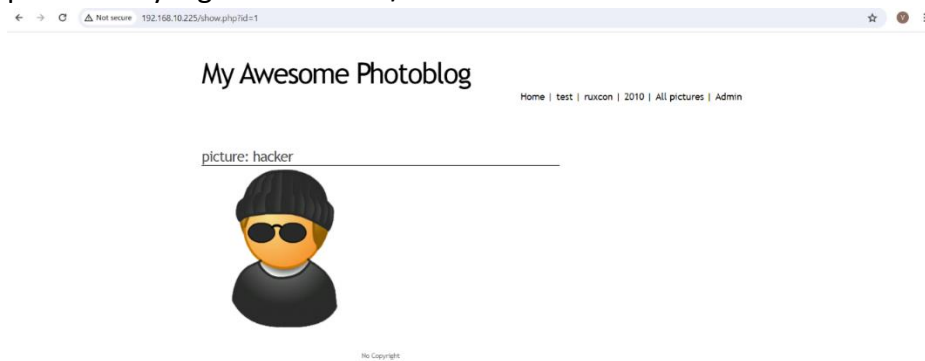 Not secure 192.168.10.225/show.php?id=1
V
My Awesome Photoblog
Home | test | ruxcon | 2010 | All pictures | Admin
picture: hacker
No Copyright